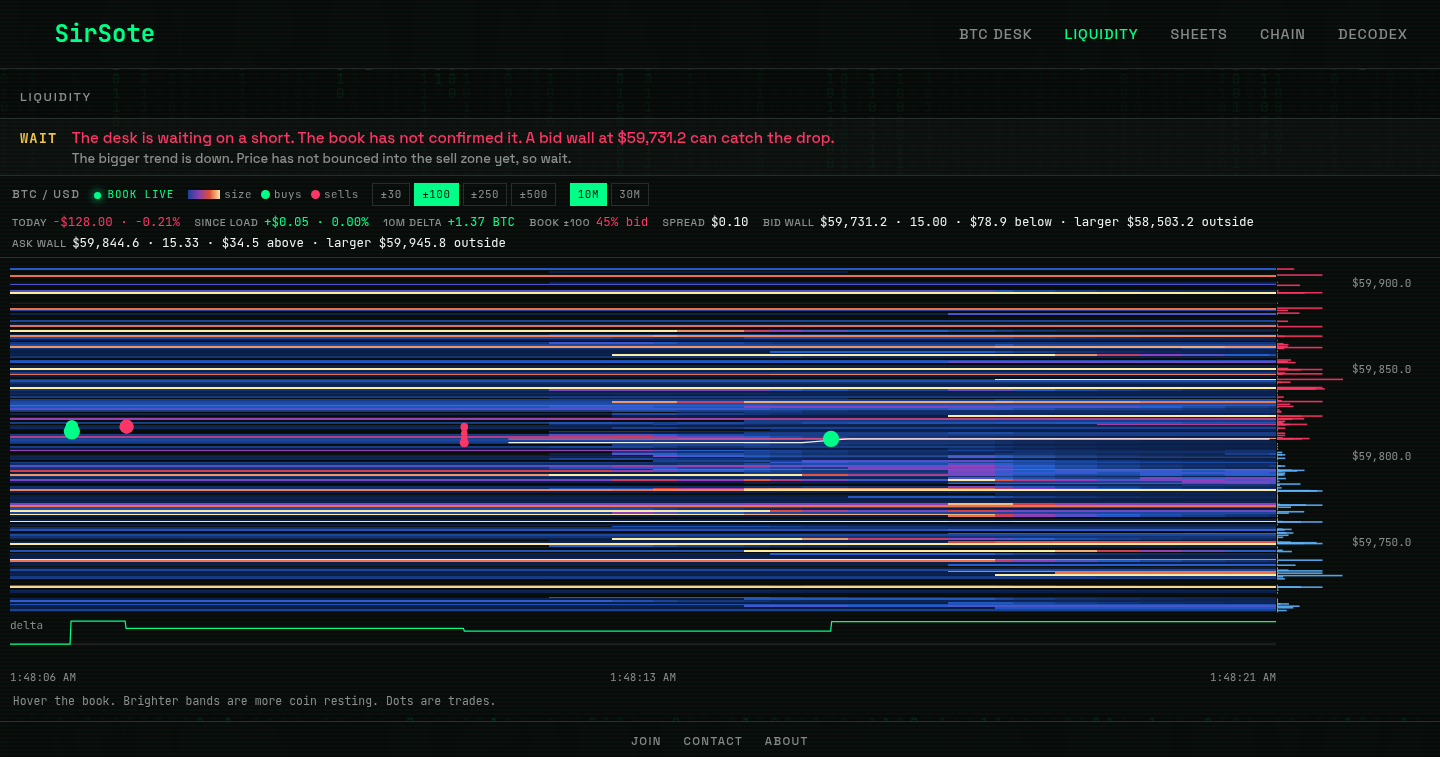 SirSote
BTC DESK LIQUIDITY SHEETS CHAIN DECODEX
LIQUIDITY
WAIT The desk is waiting on a short. The book has not confirmed it. A bid wall at $59,731.2 can catch the drop.
The bigger trend is down. Price has not bounced into the sell zone yet, so wait.
BTC / USD BOOK LIVE size buys sells ±30 ±100 ±250 ±500 10M 30M
TODAY -$128.00 · -0.21% SINCE LOAD +$0.05 · 0.00% 10M DELTA +1.37 BTC BOOK ±100 45% bid SPREAD $0.10 BID WALL $59,731.2 · 15.00 · $78.9 below · larger $58,503.2 outside
ASK WALL $59,844.6 · 15.33 · $34.5 above · larger $59,945.8 outside
$59,900.0
$59,850.0
$59,800.0
$59,750.0
delta
1:48:06 AM 1:48:13 AM 1:48:21 AM
Hover the book. Brighter bands are more coin resting. Dots are trades.
JOIN CONTACT ABOUT